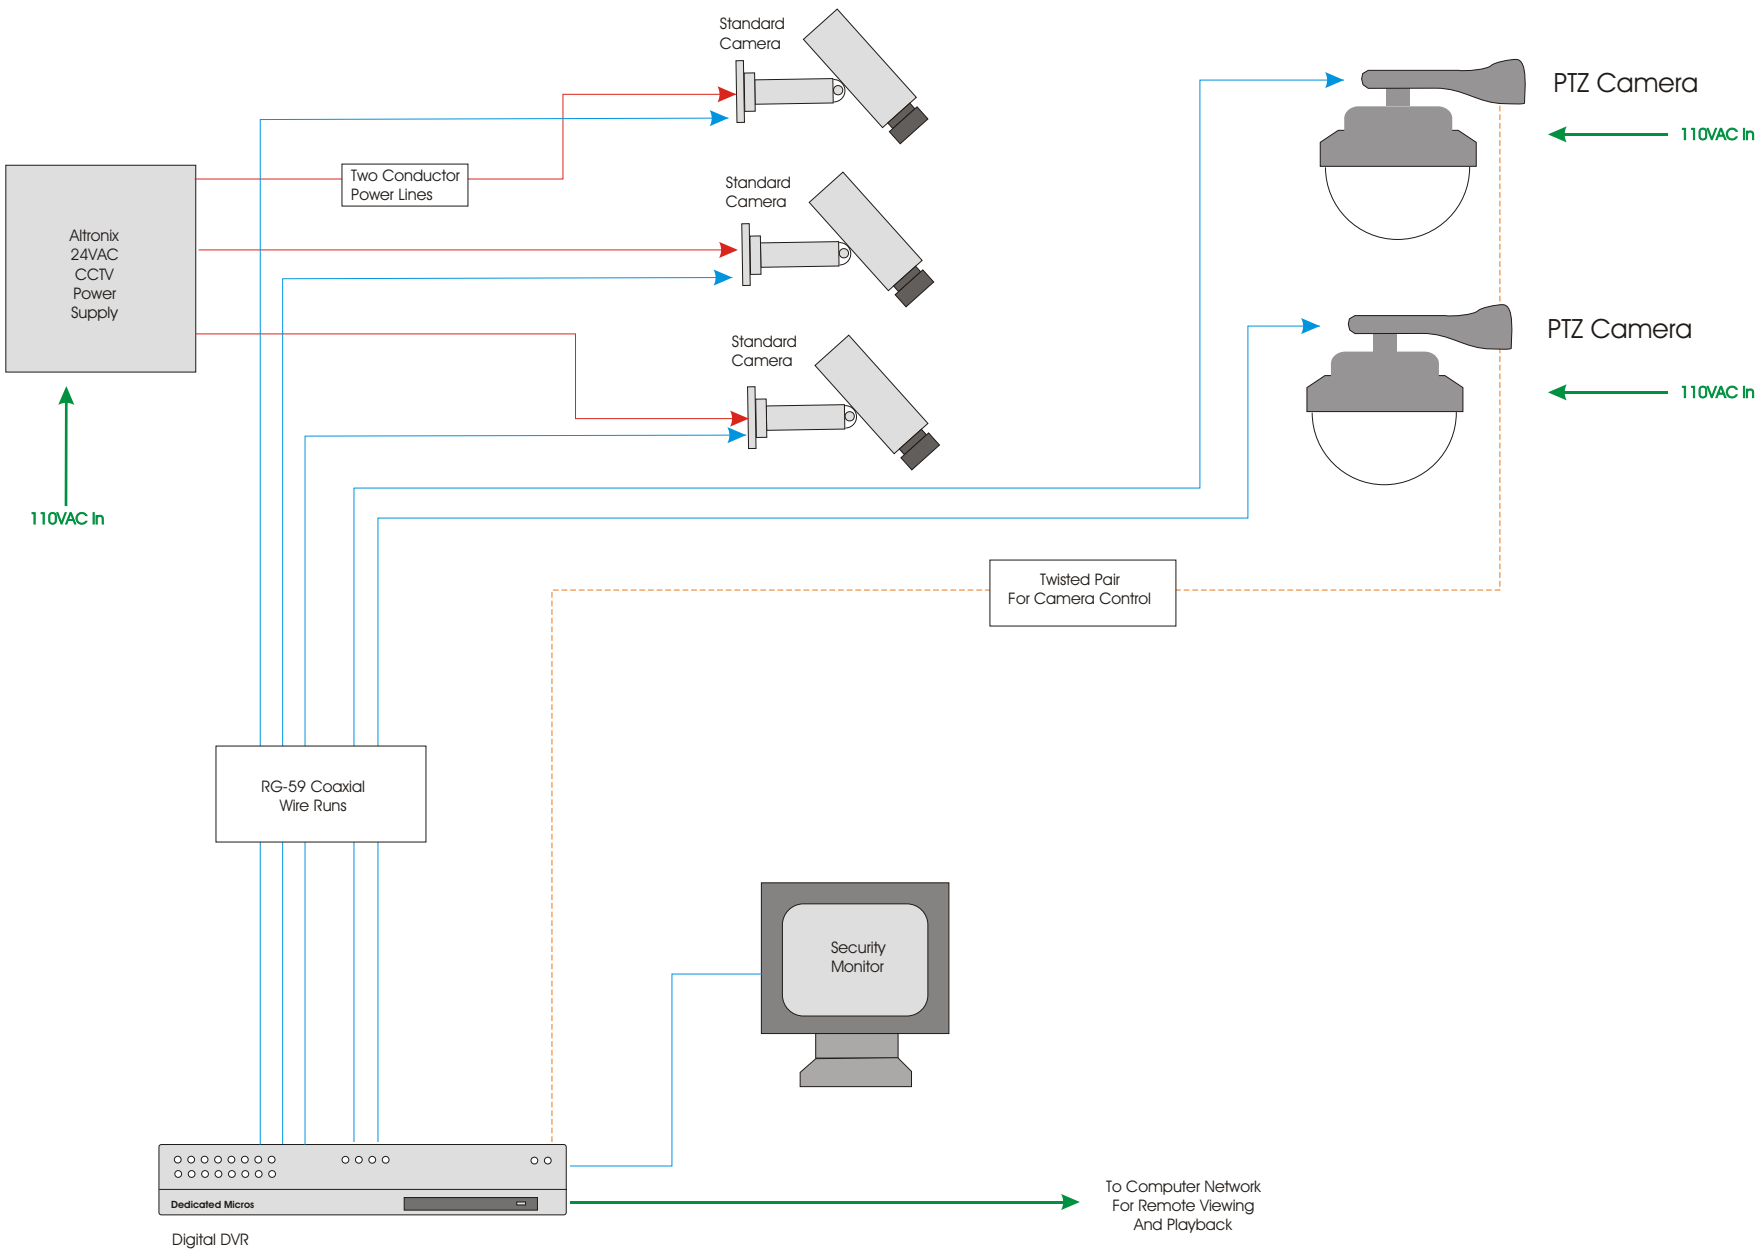 Standard
Camera
PTZ Camera
110VAC In
Two Conductor
Power Lines
Standard
Camera
Altronix
24VAC
CCTV
Power
Supply
Standard
Camera
PTZ Camera
110VAC In
110VAC In
Twisted Pair
For Camera Control
RG-59 Coaxial
Wire Runs
Security
Monitor
Dedicated Micros
Digital DVR
To Computer Network
For Remote Viewing
And Playback